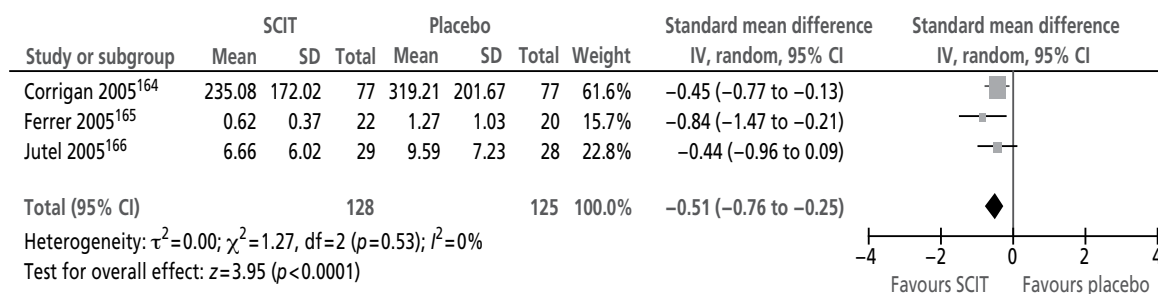 SCIT Placebo Standard mean difference Standard mean difference
Study or subgroup Mean SD Total Mean SD Total Weight IV, random, 95% CI IV, random, 95% CI
Corrigan 2005¹⁶⁴ 235.08 172.02 77 319.21 201.67 77 61.6% −0.45 (−0.77 to −0.13)
Ferrer 2005¹⁶⁵ 0.62 0.37 22 1.27 1.03 20 15.7% −0.84 (−1.47 to −0.21)
Jutel 2005¹⁶⁶ 6.66 6.02 29 9.59 7.23 28 22.8% −0.44 (−0.96 to 0.09)
Total (95% CI) 128 125 100.0% −0.51 (−0.76 to −0.25)
Heterogeneity: τ²=0.00; χ²=1.27, df=2 (p=0.53); I²=0%
Test for overall effect: z=3.95 (p<0.0001)
−4 −2 0 2 4
Favours SCIT Favours placebo